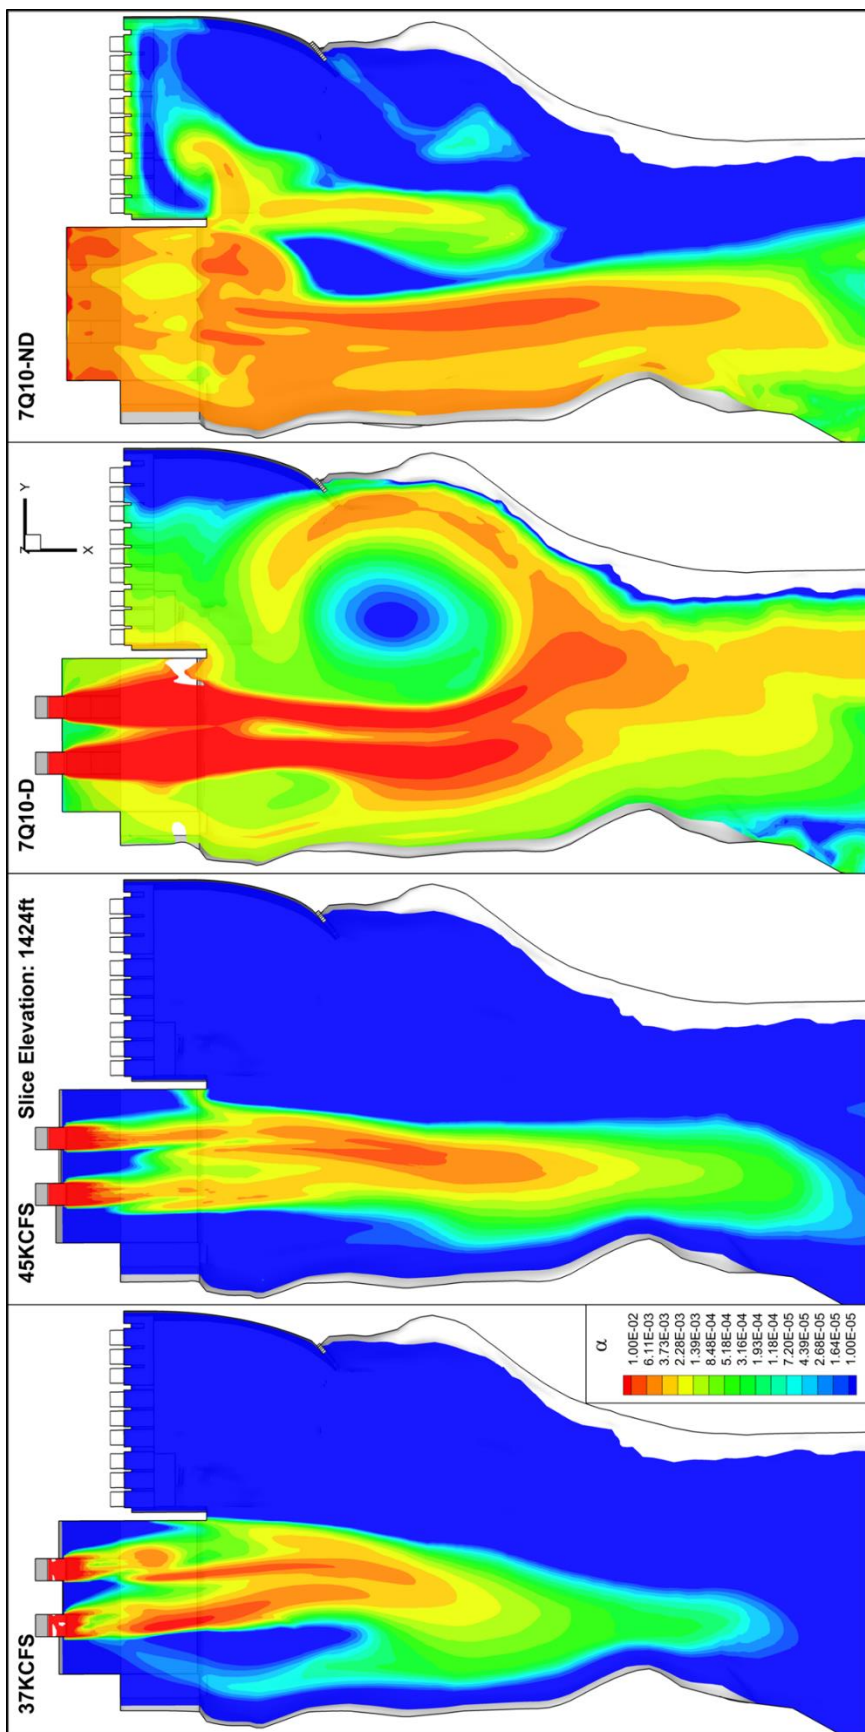 7Q10-ND
Z
Y
X
7Q10-D
Slice Elevation: 1424ft
45KCFS
37KCFS
α
1.00E-02
6.11E-03
3.73E-03
2.28E-03
1.39E-03
8.48E-04
5.18E-04
3.16E-04
1.93E-04
1.18E-04
7.20E-05
4.39E-05
2.68E-05
1.64E-05
1.00E-05